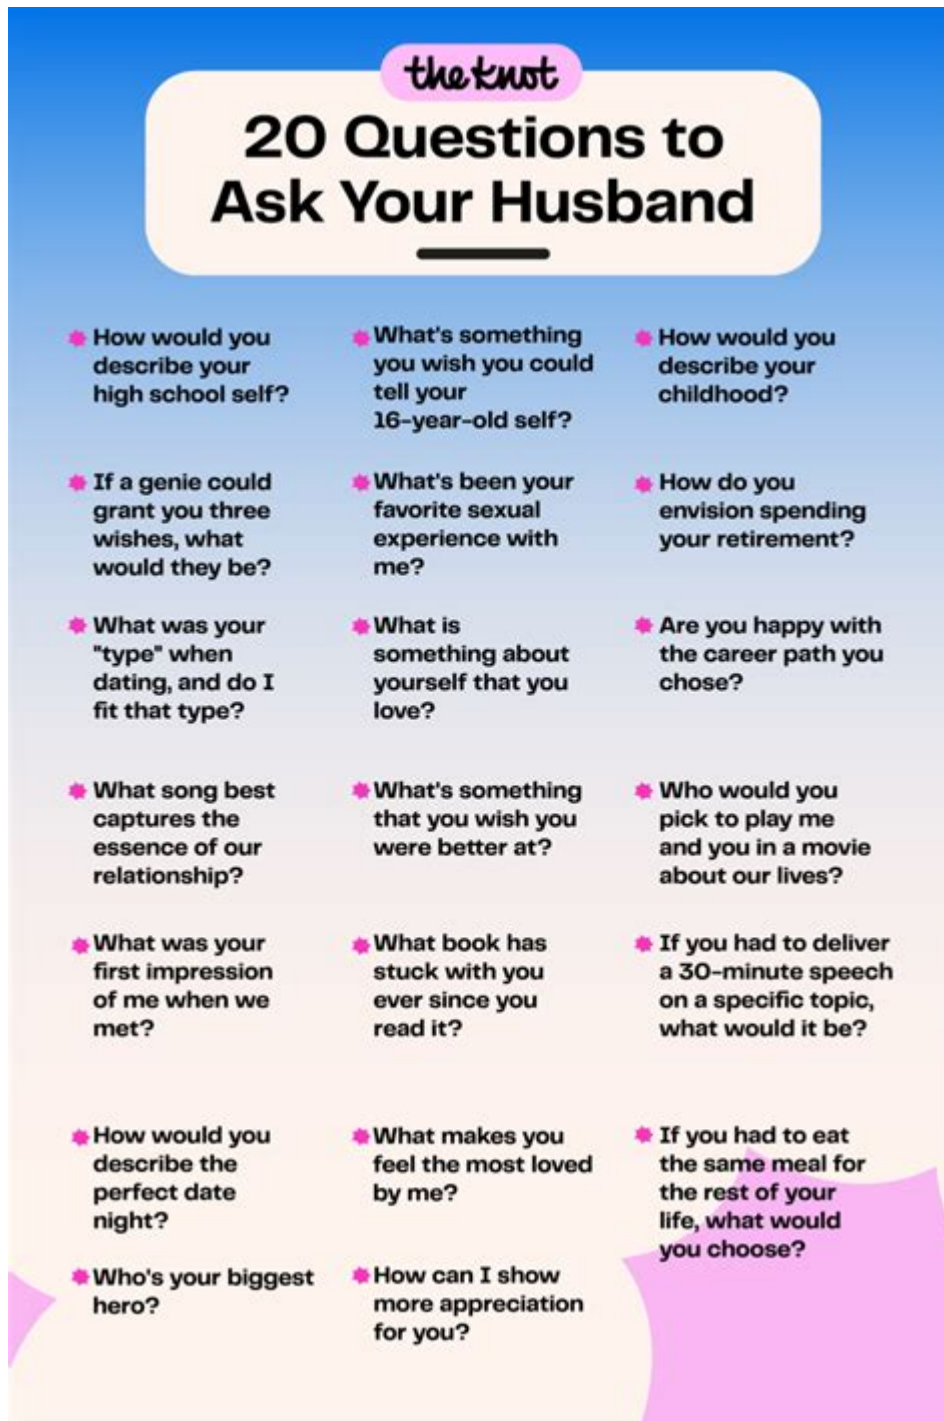 the knot
20 Questions to
Ask Your Husband
How would you
describe your
high school self?
What's something
you wish you could
tell your
16-year-old self?
How would you
describe your
childhood?
If a genie could
grant you three
wishes, what
would they be?
What's been your
favorite sexual
experience with
me?
How do you
envision spending
your retirement?
What was your
"type" when
dating, and do I
fit that type?
What is
something about
yourself that you
love?
Are you happy with
the career path you
chose?
What song best
captures the
essence of our
relationship?
What's something
that you wish you
were better at?
Who would you
pick to play me
and you in a movie
about our lives?
What was your
first impression
of me when we
met?
What book has
stuck with you
ever since you
read it?
If you had to deliver
a 30-minute speech
on a specific topic,
what would it be?
How would you
describe the
perfect date
night?
What makes you
feel the most loved
by me?
If you had to eat
the same meal for
the rest of your
life, what would
you choose?
Who's your biggest
hero?
How can I show
more appreciation
for you?